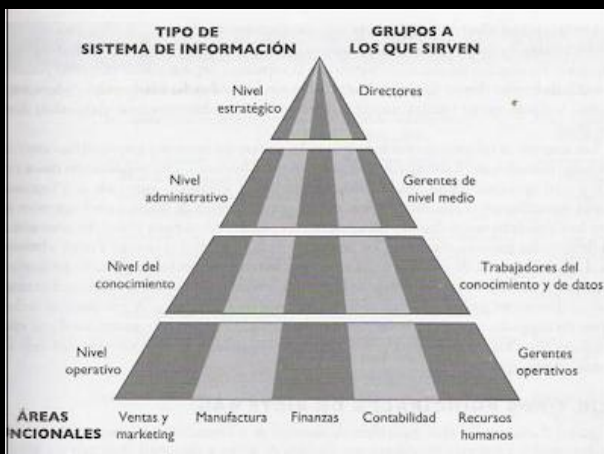 TIPO DE
SISTEMA DE INFORMACIÓN
GRUPOS A
LOS QUE SIRVEN
Nivel
estratégico
Directores
Nivel
administrativo
Gerentes de
nivel medio
Nivel del
conocimiento
Trabajadores del
conocimiento y de datos
Nivel
operativo
Gerentes
operativos
ÁREAS
NCIONALES
Ventas y
marketing
Manufactura
Finanzas
Contabilidad
Recursos
humanos